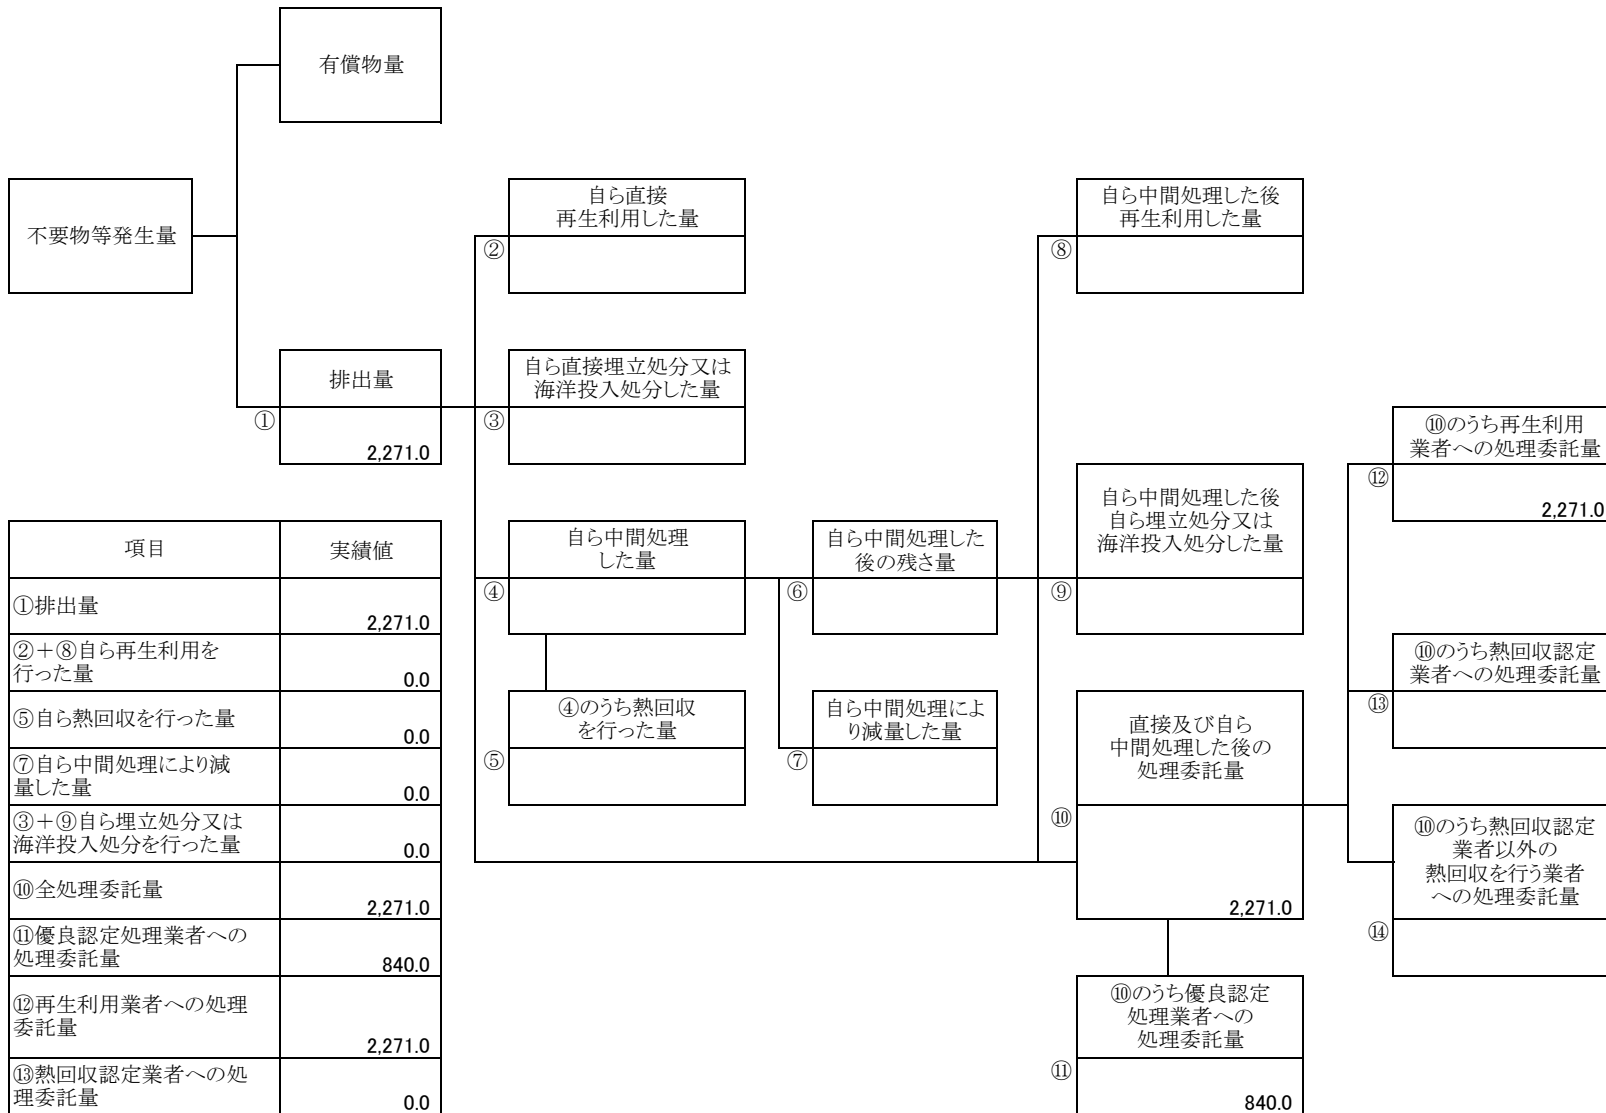 有償物量
不要物等発生量
自ら直接
再生利用した量
②
自ら中間処理した後
再生利用した量
⑧
排出量
①
2,271.0
自ら直接埋立処分又は
海洋投入処分した量
③
⑩のうち再生利用
業者への処理委託量
⑫
2,271.0
自ら中間処理
した量
④
自ら中間処理した
後の残さ量
⑥
自ら中間処理した後
自ら埋立処分又は
海洋投入処分した量
⑨
④のうち熱回収
を行った量
⑤
自ら中間処理によ
り減量した量
⑦
直接及び自ら
中間処理した後の
処理委託量
⑩
2,271.0
⑩のうち熱回収認定
業者への処理委託量
⑬
⑩のうち熱回収認定
業者以外の
熱回収を行う業者
への処理委託量
⑭
⑩のうち優良認定
処理業者への
処理委託量
⑪
840.0
項目 実績値
①排出量
2,271.0
②+⑧自ら再生利用を
行った量
0.0
⑤自ら熱回収を行った量
0.0
⑦自ら中間処理により減
量した量
0.0
③+⑨自ら埋立処分又は
海洋投入処分を行った量
0.0
⑩全処理委託量
2,271.0
⑪優良認定処理業者への
処理委託量
840.0
⑫再生利用業者への処理
委託量
2,271.0
⑬熱回収認定業者への処
理委託量
0.0